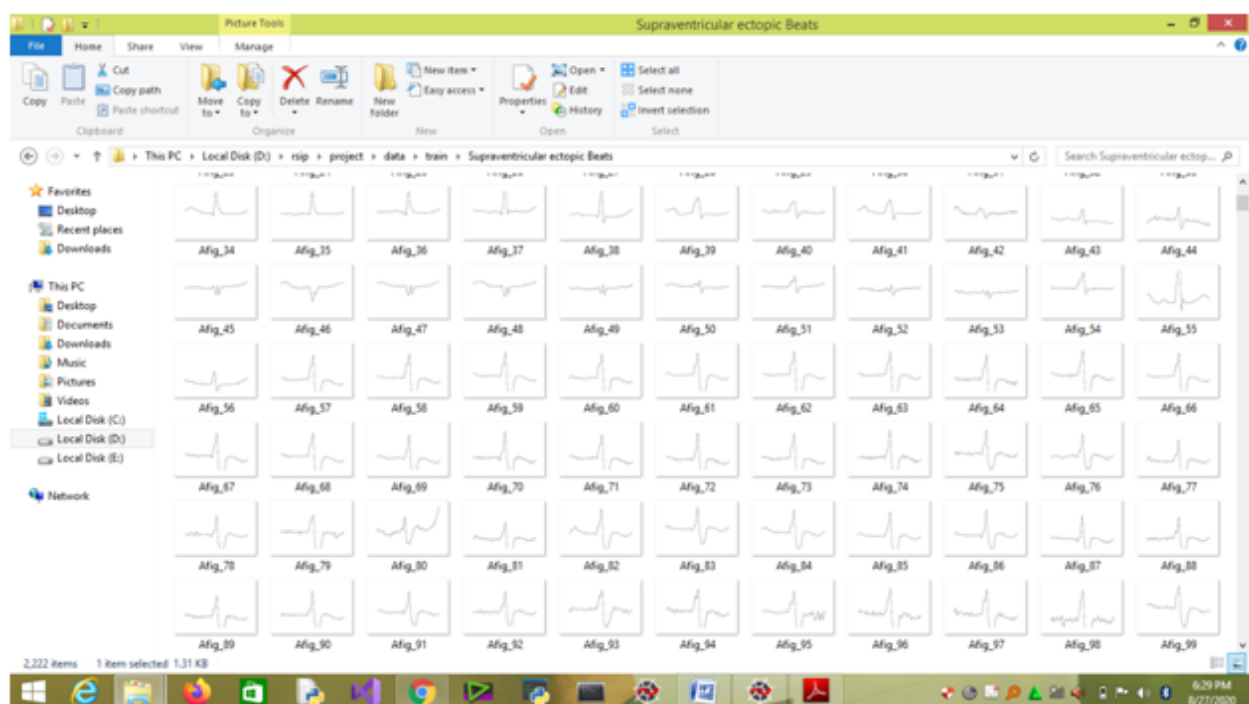 Picture Tools
Supraventricular ectopic Beats
File Home Share View Manage
Copy
Paste
Cut
Copy path
Paste shortcut
Move to
Copy to
Delete
Rename
New folder
New item
Easy access
Properties
Open
Edit
History
Select all
Select none
Invert selection
Clipboard Organize New Open Select
This PC Local Disk (D:) rsip project data train Supraventricular ectopic Beats
Search Supraventricular ectop...
Favorites
Desktop
Recent places
Downloads
This PC
Desktop
Documents
Downloads
Music
Pictures
Videos
Local Disk (C:)
Local Disk (D:)
Local Disk (E:)
Network
Afig_34 Afig_35 Afig_36 Afig_37 Afig_38 Afig_39 Afig_40 Afig_41 Afig_42 Afig_43 Afig_44
Afig_45 Afig_46 Afig_47 Afig_48 Afig_49 Afig_50 Afig_51 Afig_52 Afig_53 Afig_54 Afig_55
Afig_56 Afig_57 Afig_58 Afig_59 Afig_60 Afig_61 Afig_62 Afig_63 Afig_64 Afig_65 Afig_66
Afig_67 Afig_68 Afig_69 Afig_70 Afig_71 Afig_72 Afig_73 Afig_74 Afig_75 Afig_76 Afig_77
Afig_78 Afig_79 Afig_80 Afig_81 Afig_82 Afig_83 Afig_84 Afig_85 Afig_86 Afig_87 Afig_88
Afig_89 Afig_90 Afig_91 Afig_92 Afig_93 Afig_94 Afig_95 Afig_96 Afig_97 Afig_98 Afig_99
2,222 items 1 item selected 1.31 KB
6:29 PM
8/27/2020